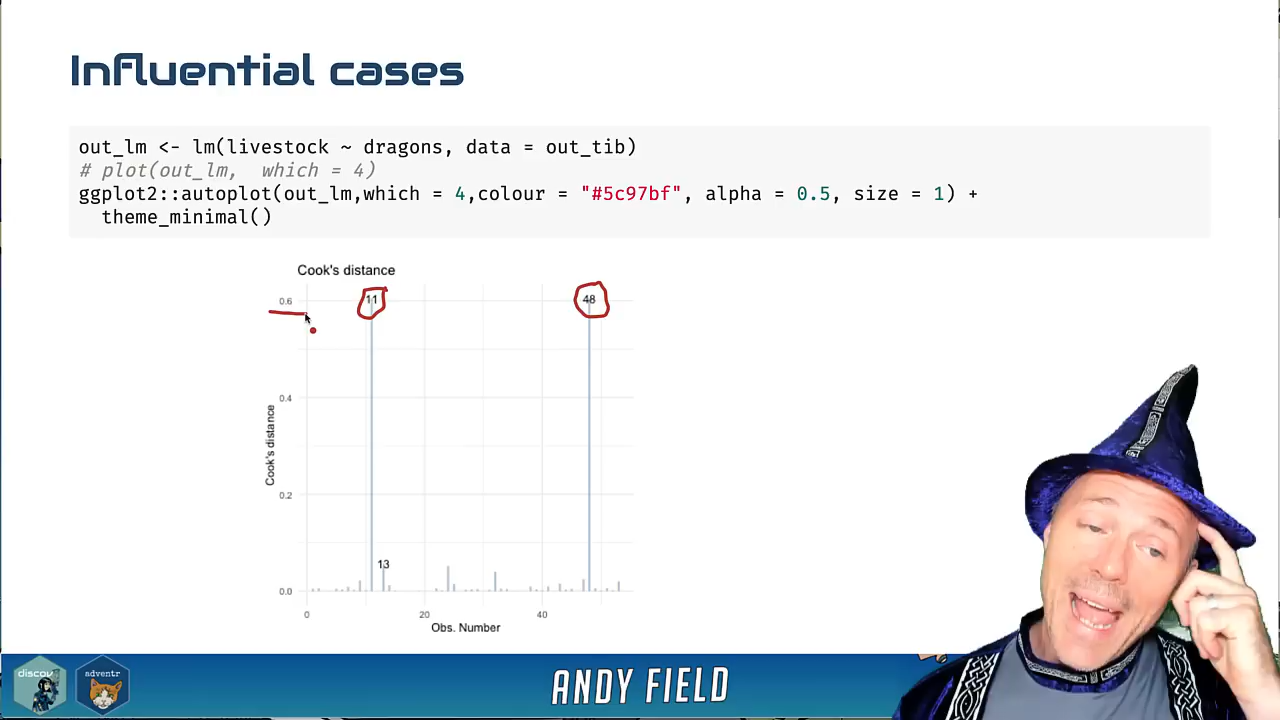 Influential cases
out_lm <- lm(livestock ~ dragons, data = out_tib)
# plot(out_lm,  which = 4)
ggplot2::autoplot(out_lm,which = 4,colour = "#5c97bf", alpha = 0.5, size = 1) +
  theme_minimal()
Cook's distance
0.6
11
48
0.4
Cook's distance
0.2
13
0.0
0
20
40
Obs. Number
discov
adventr
ANDY FIELD